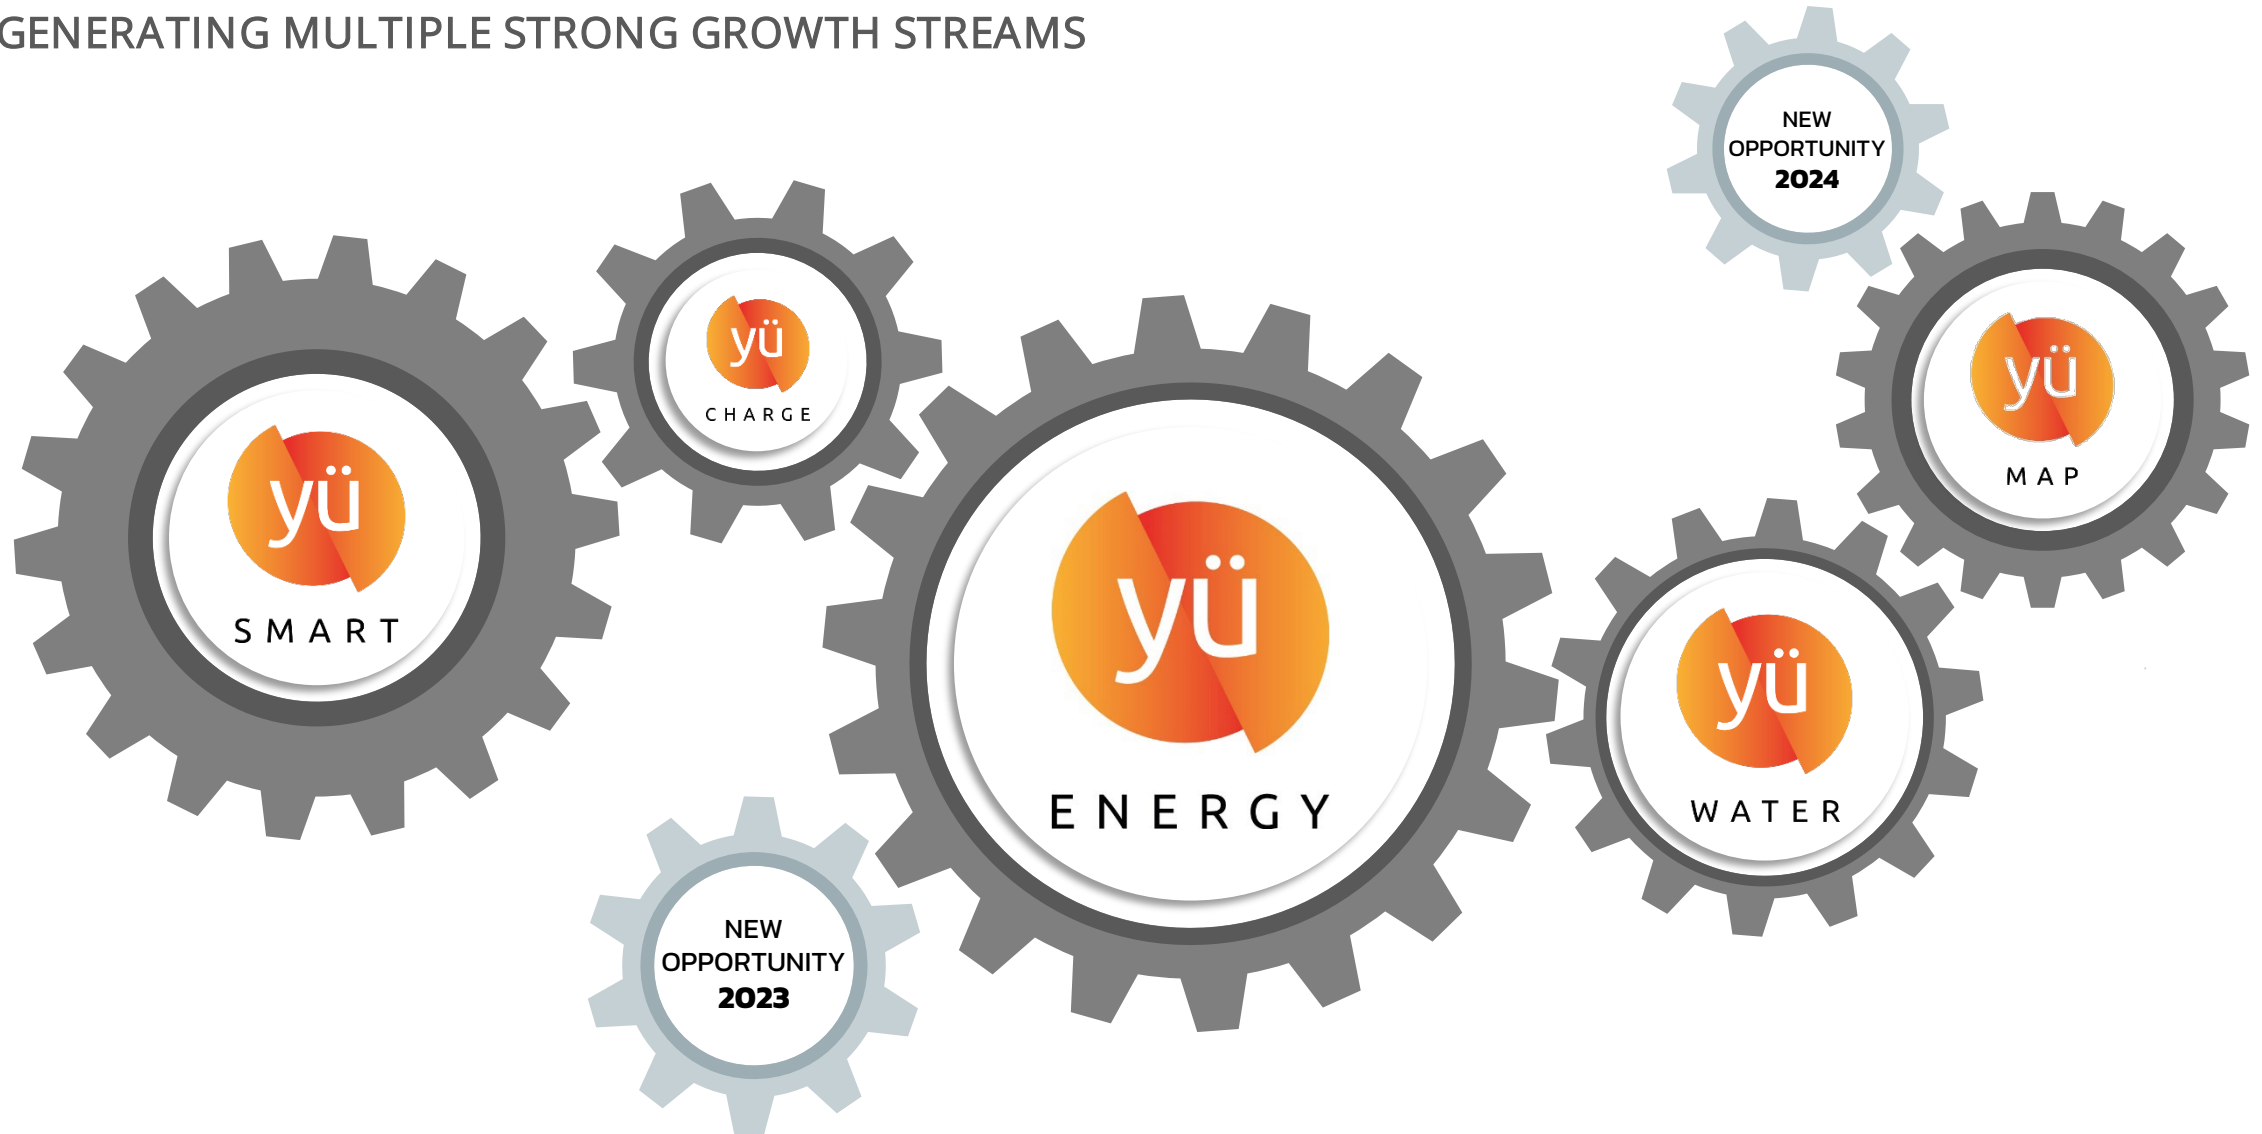 GENERATING MULTIPLE STRONG GROWTH STREAMS
yü
SMART
yü
CHARGE
NEW
OPPORTUNITY
2023
yü
ENERGY
yü
WATER
NEW
OPPORTUNITY
2024
yü
MAP